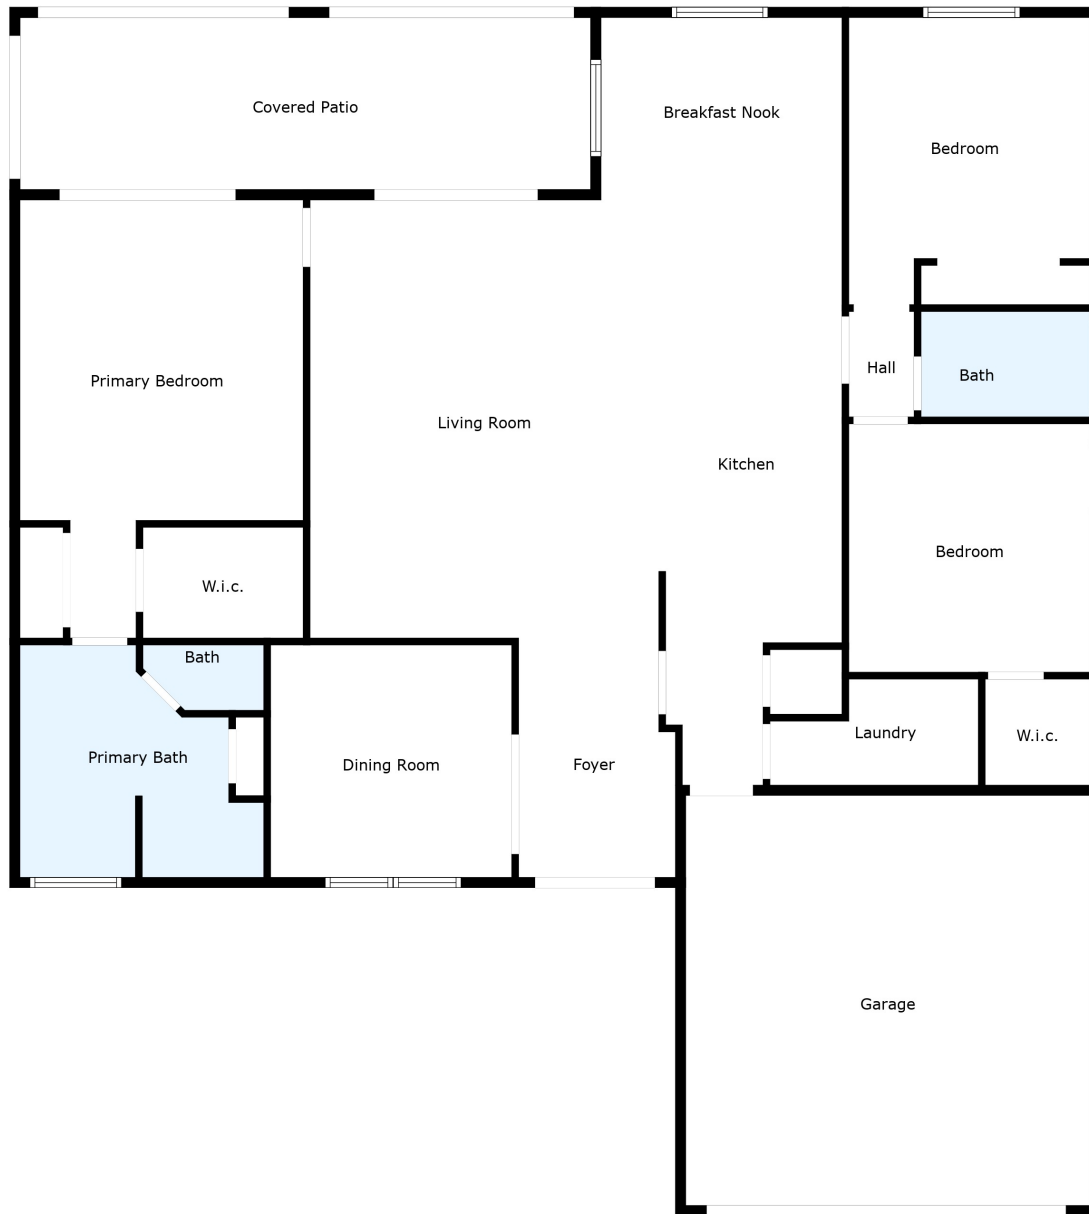 Covered Patio
Breakfast Nook
Bedroom
Hall
Bath
Primary Bedroom
Living Room
Kitchen
Bedroom
W.i.c.
Bath
Laundry
W.i.c.
Primary Bath
Dining Room
Foyer
Garage